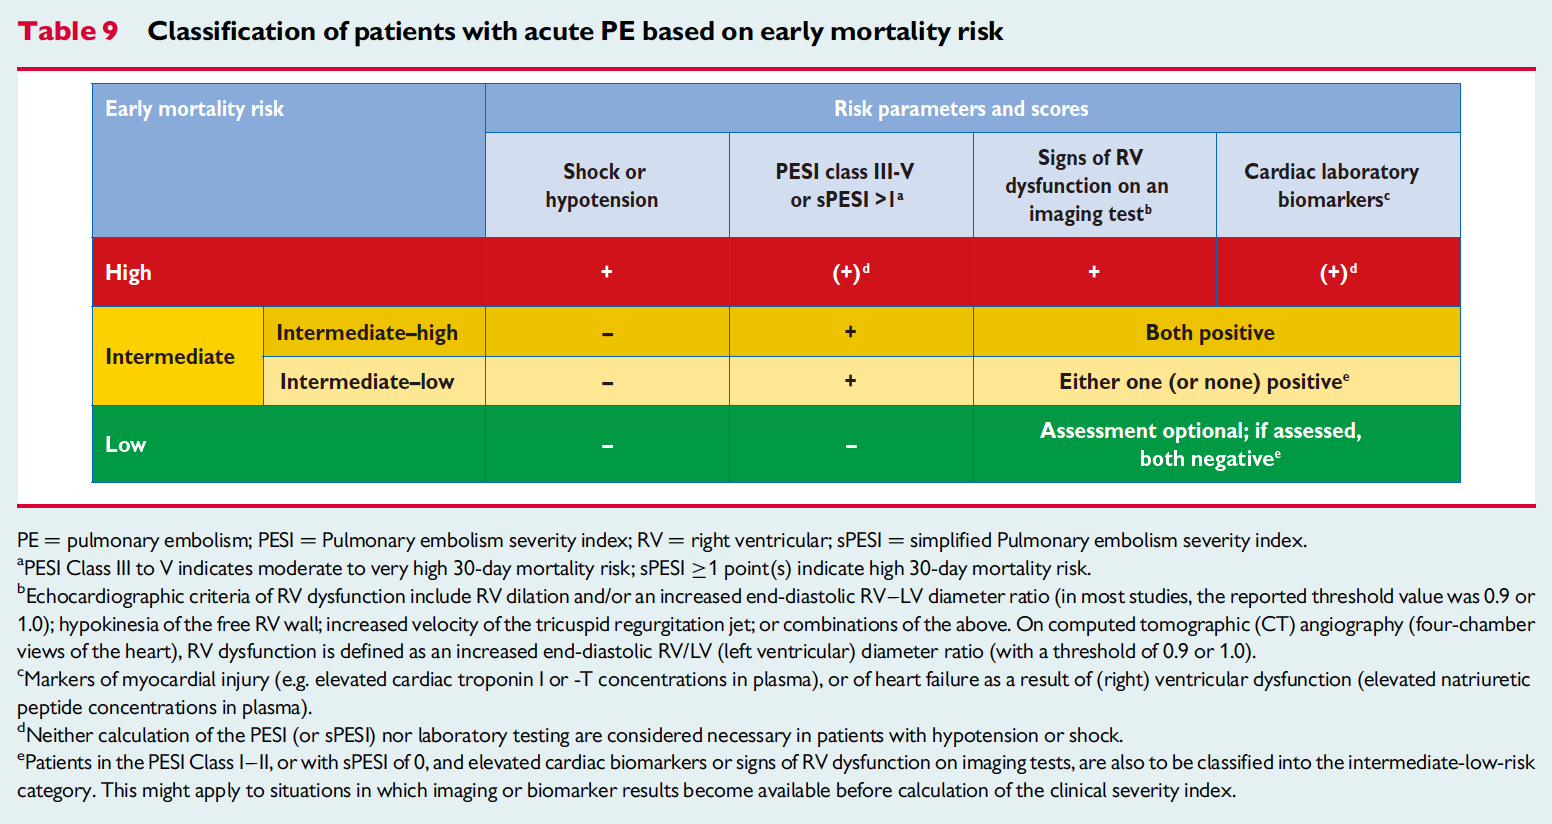 Table 9 Classification of patients with acute PE based on early mortality risk
Early mortality risk
Risk parameters and scores
Shock or
hypotension
PESI class III-V
or sPESI >1a
Signs of RV
dysfunction on an
imaging testb
Cardiac laboratory
biomarkersc
High + (+)d + (+)d
Intermediate
Intermediate–high – + Both positive
Intermediate–low – + Either one (or none) positivee
Low – –
Assessment optional; if assessed,
both negativee
PE = pulmonary embolism; PESI = Pulmonary embolism severity index; RV = right ventricular; sPESI = simplified Pulmonary embolism severity index.
aPESI Class III to V indicates moderate to very high 30-day mortality risk; sPESI ≥1 point(s) indicate high 30-day mortality risk.
bEchocardiographic criteria of RV dysfunction include RV dilation and/or an increased end-diastolic RV–LV diameter ratio (in most studies, the reported threshold value was 0.9 or
1.0); hypokinesia of the free RV wall; increased velocity of the tricuspid regurgitation jet; or combinations of the above. On computed tomographic (CT) angiography (four-chamber
views of the heart), RV dysfunction is defined as an increased end-diastolic RV/LV (left ventricular) diameter ratio (with a threshold of 0.9 or 1.0).
cMarkers of myocardial injury (e.g. elevated cardiac troponin I or -T concentrations in plasma), or of heart failure as a result of (right) ventricular dysfunction (elevated natriuretic
peptide concentrations in plasma).
dNeither calculation of the PESI (or sPESI) nor laboratory testing are considered necessary in patients with hypotension or shock.
ePatients in the PESI Class I–II, or with sPESI of 0, and elevated cardiac biomarkers or signs of RV dysfunction on imaging tests, are also to be classified into the intermediate-low-risk
category. This might apply to situations in which imaging or biomarker results become available before calculation of the clinical severity index.